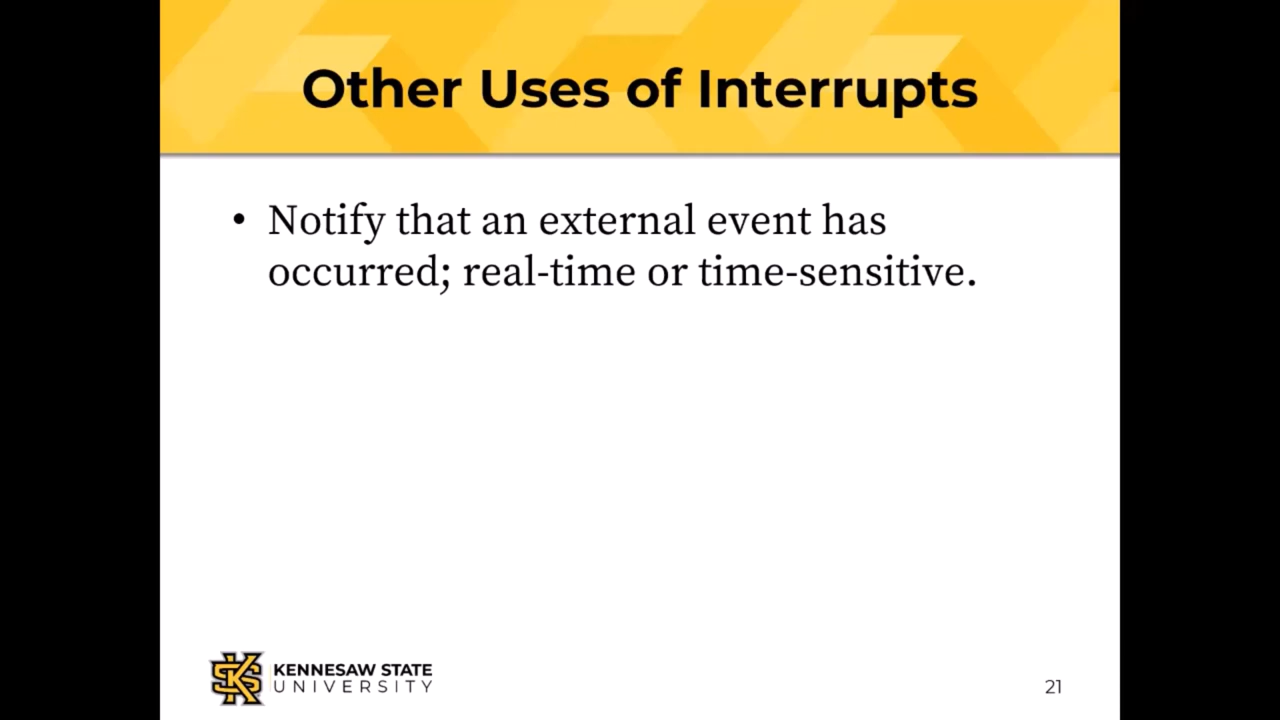 Other Uses of Interrupts
• Notify that an external event has
occurred; real-time or time-sensitive.
KENNESAW STATE
UNIVERSITY
21